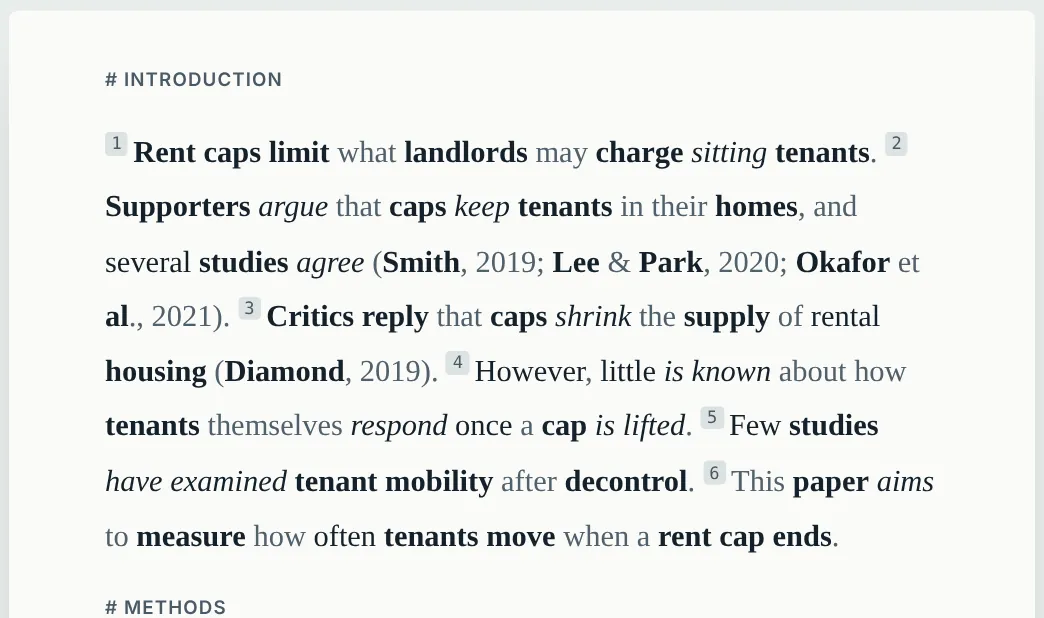 # INTRODUCTION
1 Rent caps limit what landlords may charge sitting tenants. 2
Supporters argue that caps keep tenants in their homes, and
several studies agree (Smith, 2019; Lee & Park, 2020; Okafor et
al., 2021). 3 Critics reply that caps shrink the supply of rental
housing (Diamond, 2019). 4 However, little is known about how
tenants themselves respond once a cap is lifted. 5 Few studies
have examined tenant mobility after decontrol. 6 This paper aims
to measure how often tenants move when a rent cap ends.
# METHODS